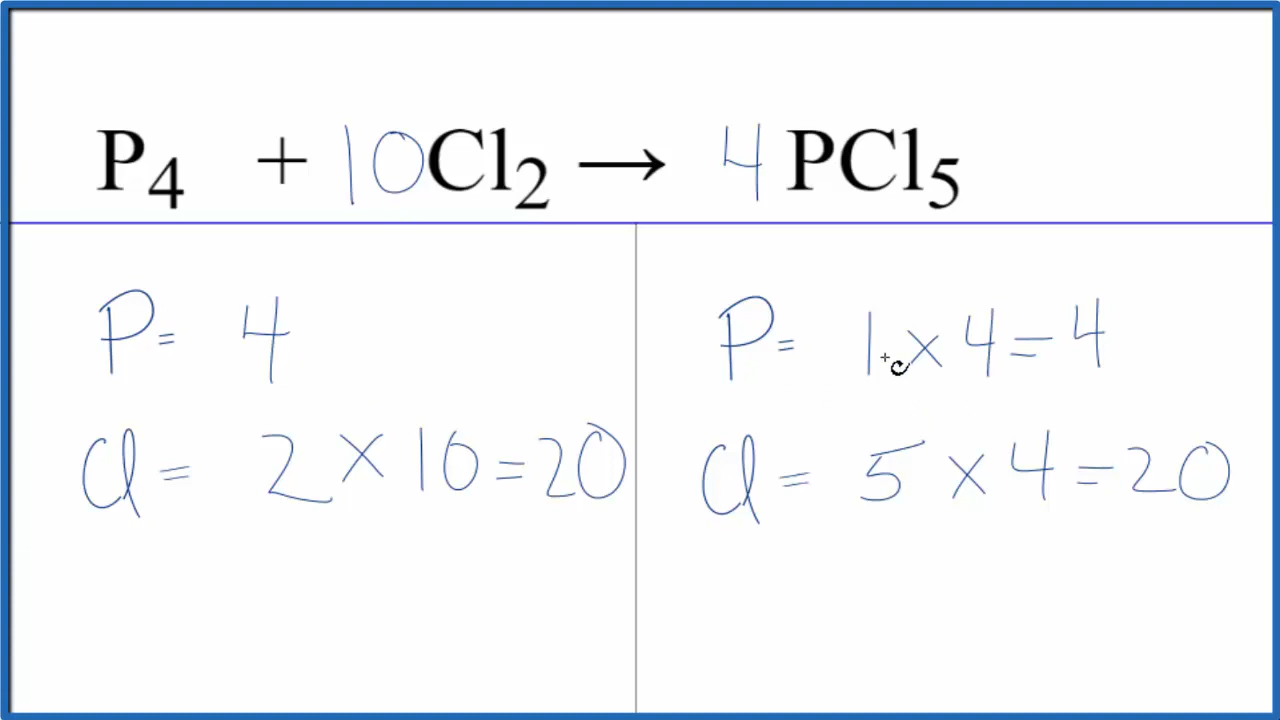 P₄ + 10Cl₂ → 4 PCl₅
P = 4
Cl = 2 × 10 = 20
P = 1 × 4 = 4
Cl = 5 × 4 = 20